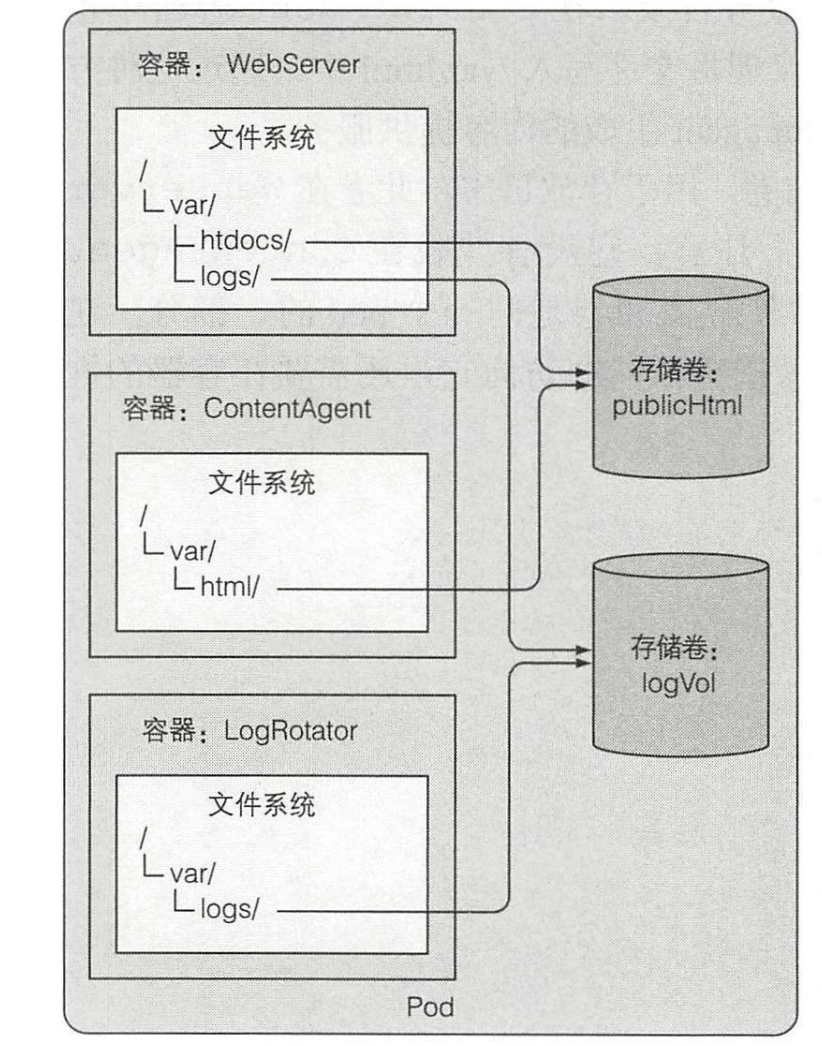 容器：WebServer
文件系统
/
var/
htdocs/
logs/
容器：ContentAgent
文件系统
/
var/
html/
容器：LogRotator
文件系统
/
var/
logs/
存储卷：
publicHtml
存储卷：
logVol
Pod